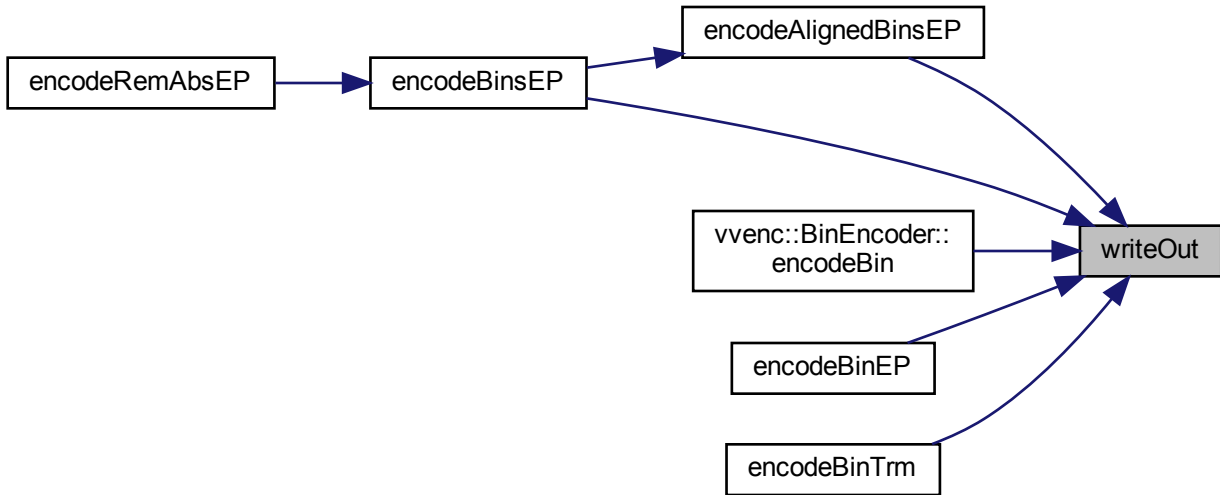 encodeAlignedBinsEP
encodeRemAbsEP
encodeBinsEP
vvenc::BinEncoder::
encodeBin
writeOut
encodeBinEP
encodeBinTrm